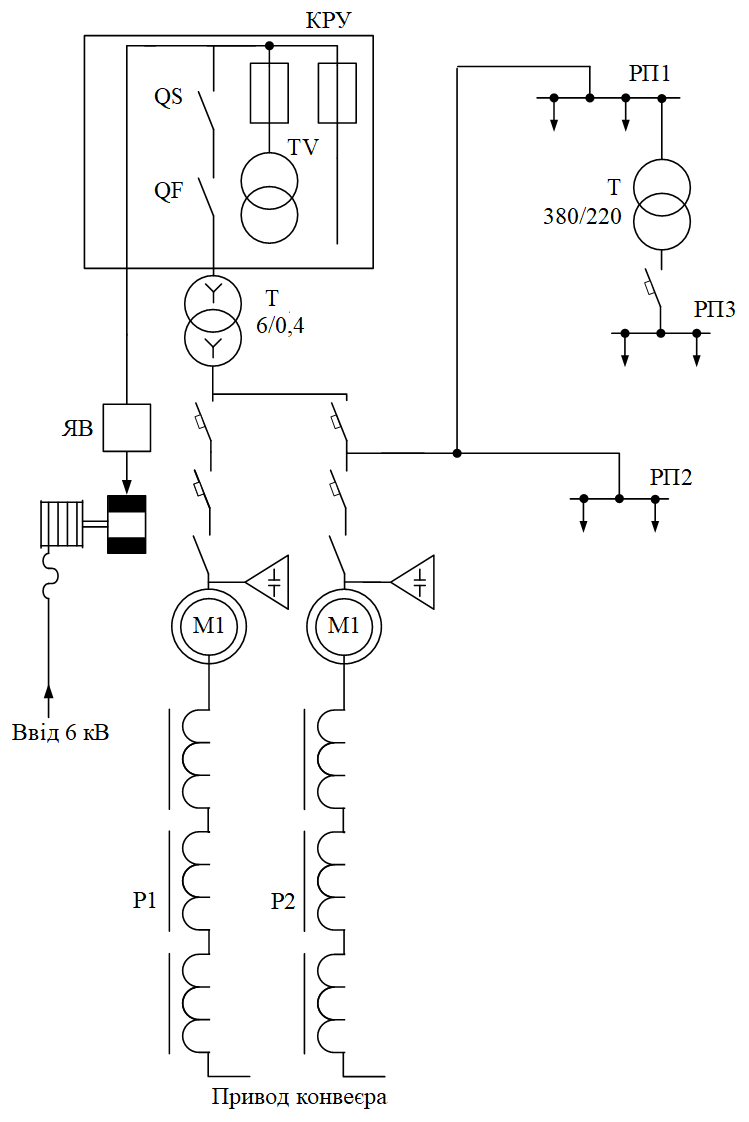 КРУ
РП1
QS
TV
QF
Т
380/220
Т
6/0,4
РП3
ЯВ
РП2
М1
М1
Ввід 6 кВ
Р1
Р2
Привод конвеєра